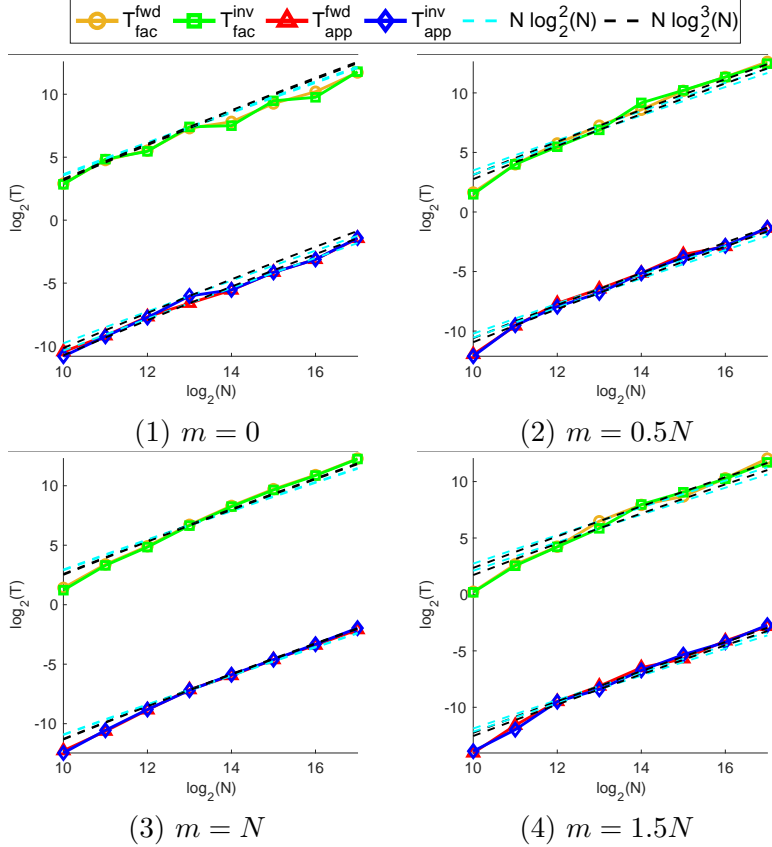 T_fac^fwd T_fac^inv T_app^fwd T_app^inv N log_2^2(N) N log_2^3(N)
10
5
0
-5
-10
log_2(T)
10 12 14 16
log_2(N)
(1) m = 0
10
5
0
-5
-10
log_2(T)
10 12 14 16
log_2(N)
(2) m = 0.5N
10
5
0
-5
-10
log_2(T)
10 12 14 16
log_2(N)
(3) m = N
10
5
0
-5
-10
log_2(T)
10 12 14 16
log_2(N)
(4) m = 1.5N